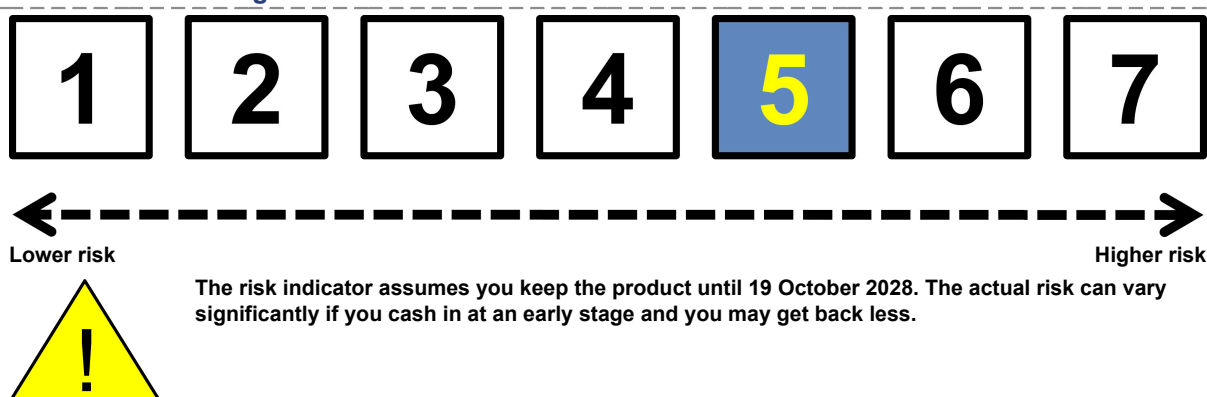 1 2 3 4 5 6 7
Lower risk Higher risk
The risk indicator assumes you keep the product until 19 October 2028. The actual risk can vary
significantly if you cash in at an early stage and you may get back less.
!